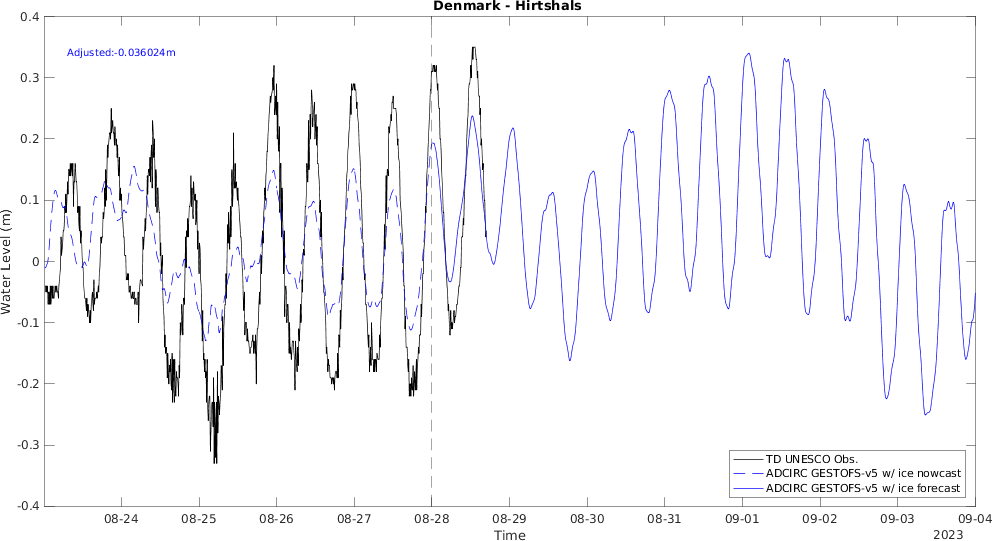 Denmark - Hirtshals
Adjusted:-0.036024m
Water Level (m)
0.4
0.3
0.2
0.1
0
-0.1
-0.2
-0.3
-0.4
TD UNESCO Obs.
ADCIRC GESTOFS-v5 w/ ice nowcast
ADCIRC GESTOFS-v5 w/ ice forecast
08-24 08-25 08-26 08-27 08-28 08-29 08-30 08-31 09-01 09-02 09-03 09-04
Time
2023